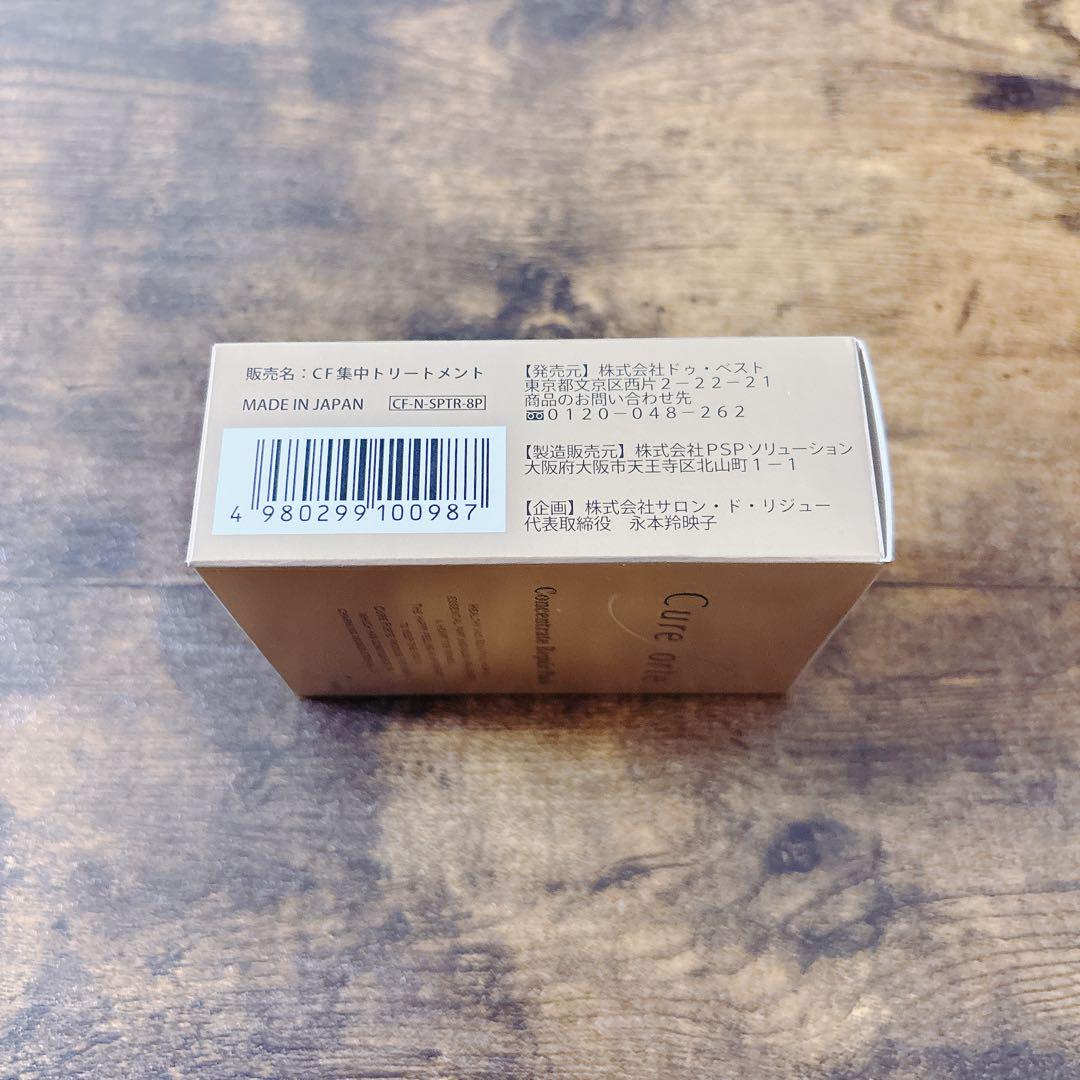 販売名：CF集中トリートメント
MADE IN JAPAN CF-N-SPTR-8P
4 980299 100987
【発売元】株式会社ドゥ・ベスト
東京都文京区西片2－22－21
商品のお問い合わせ先
0120－048－262
【製造販売元】株式会社PSPソリューション
大阪府大阪市天王寺区北山町1－1
【企画】株式会社サロン・ド・リジュー
代表取締役　永本羚映子
Cure
Concentrate Repair